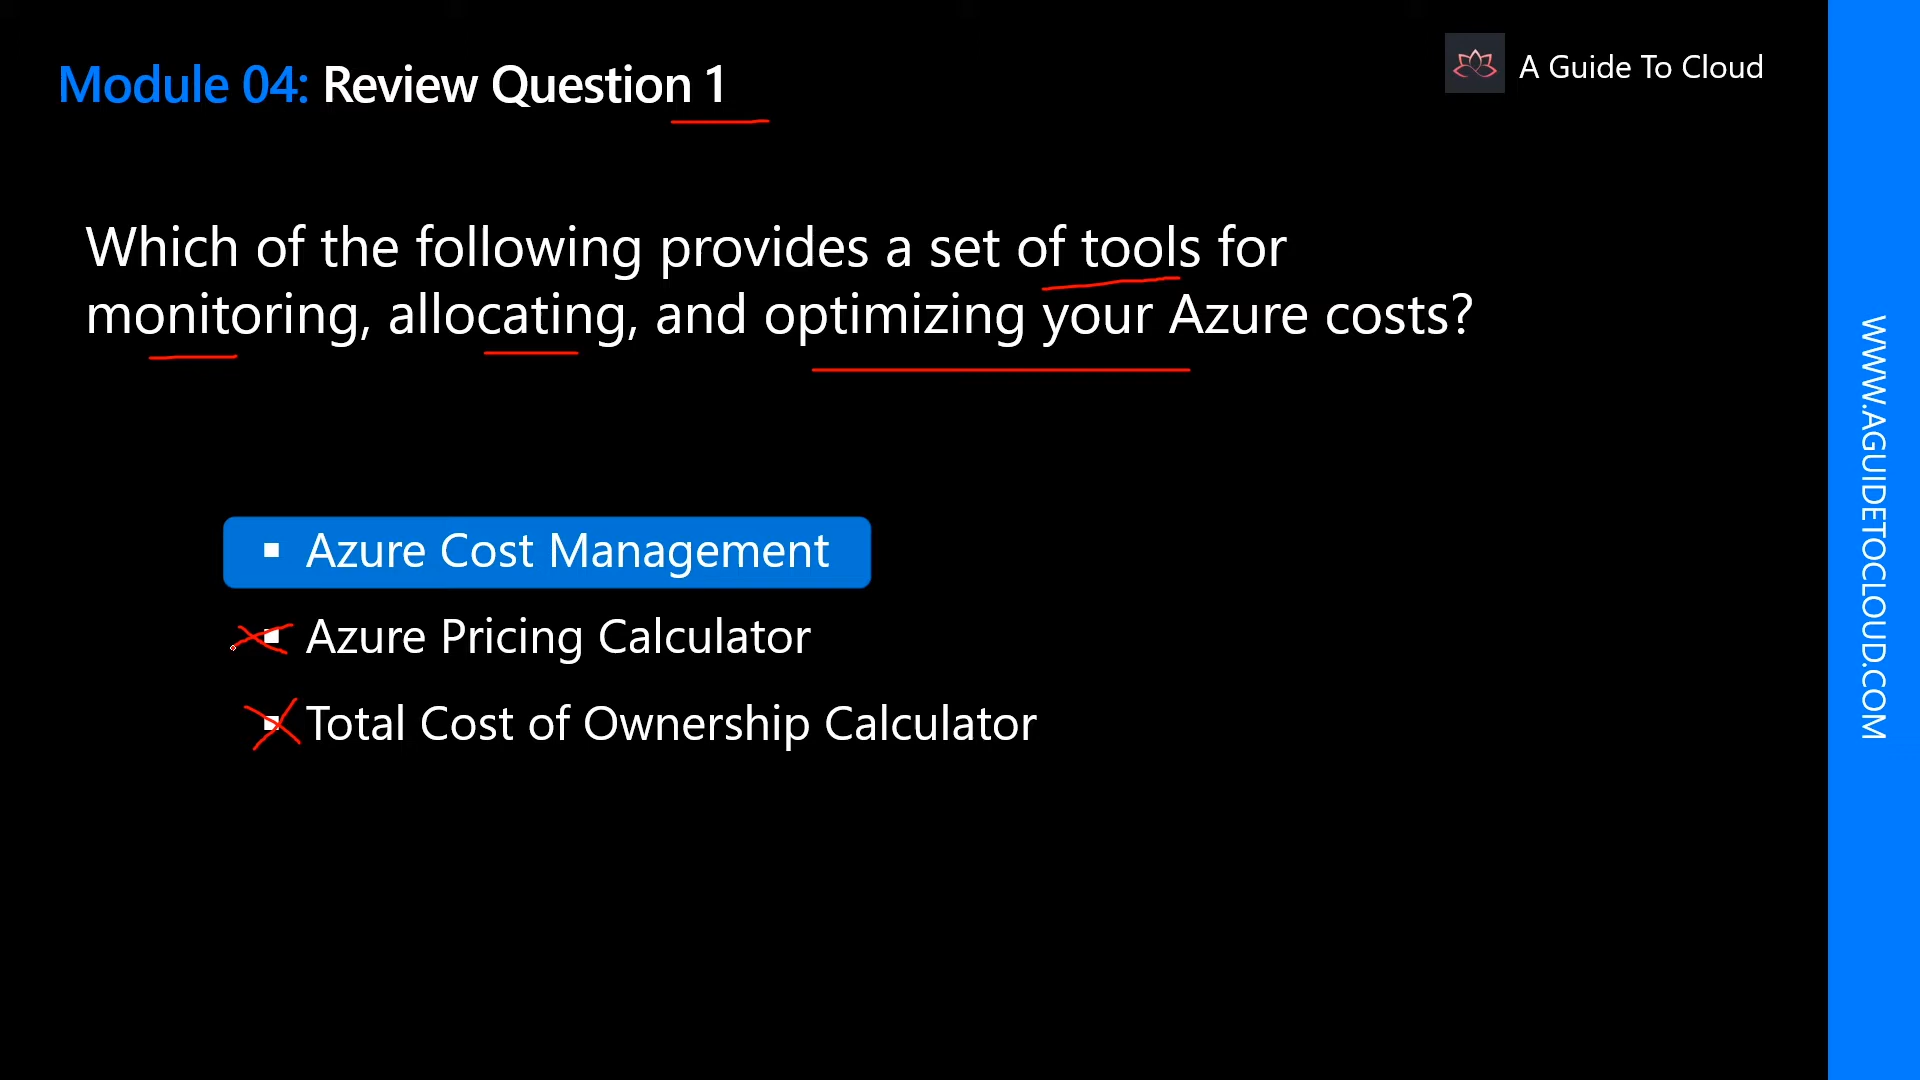 Module 04: Review Question 1
A Guide To Cloud
Which of the following provides a set of tools for
monitoring, allocating, and optimizing your Azure costs?
▪ Azure Cost Management
▪ Azure Pricing Calculator
▪ Total Cost of Ownership Calculator
WWW.AGUIDETOCLOUD.COM